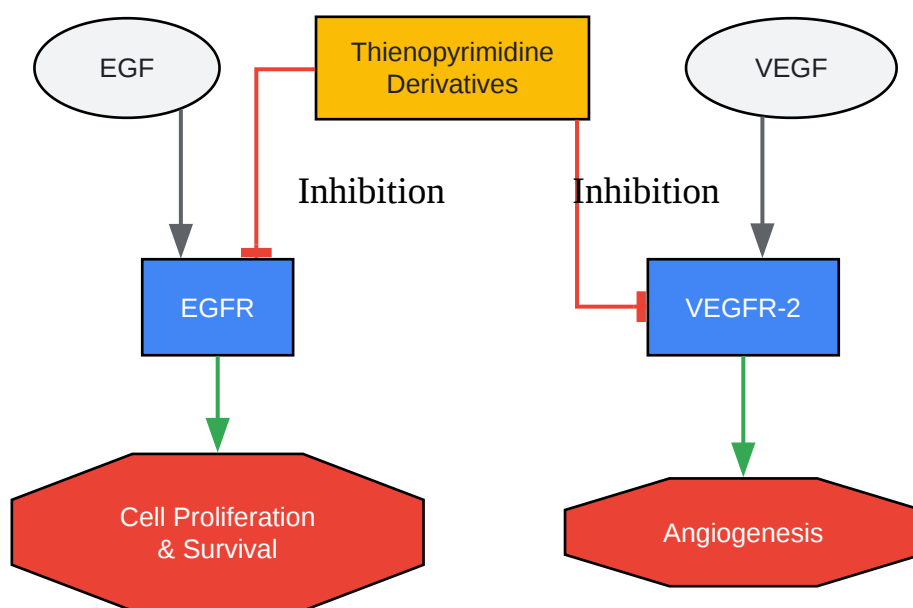 EGF
Thienopyrimidine
Derivatives
VEGF
Inhibition
Inhibition
EGFR
VEGFR-2
Cell Proliferation
& Survival
Angiogenesis